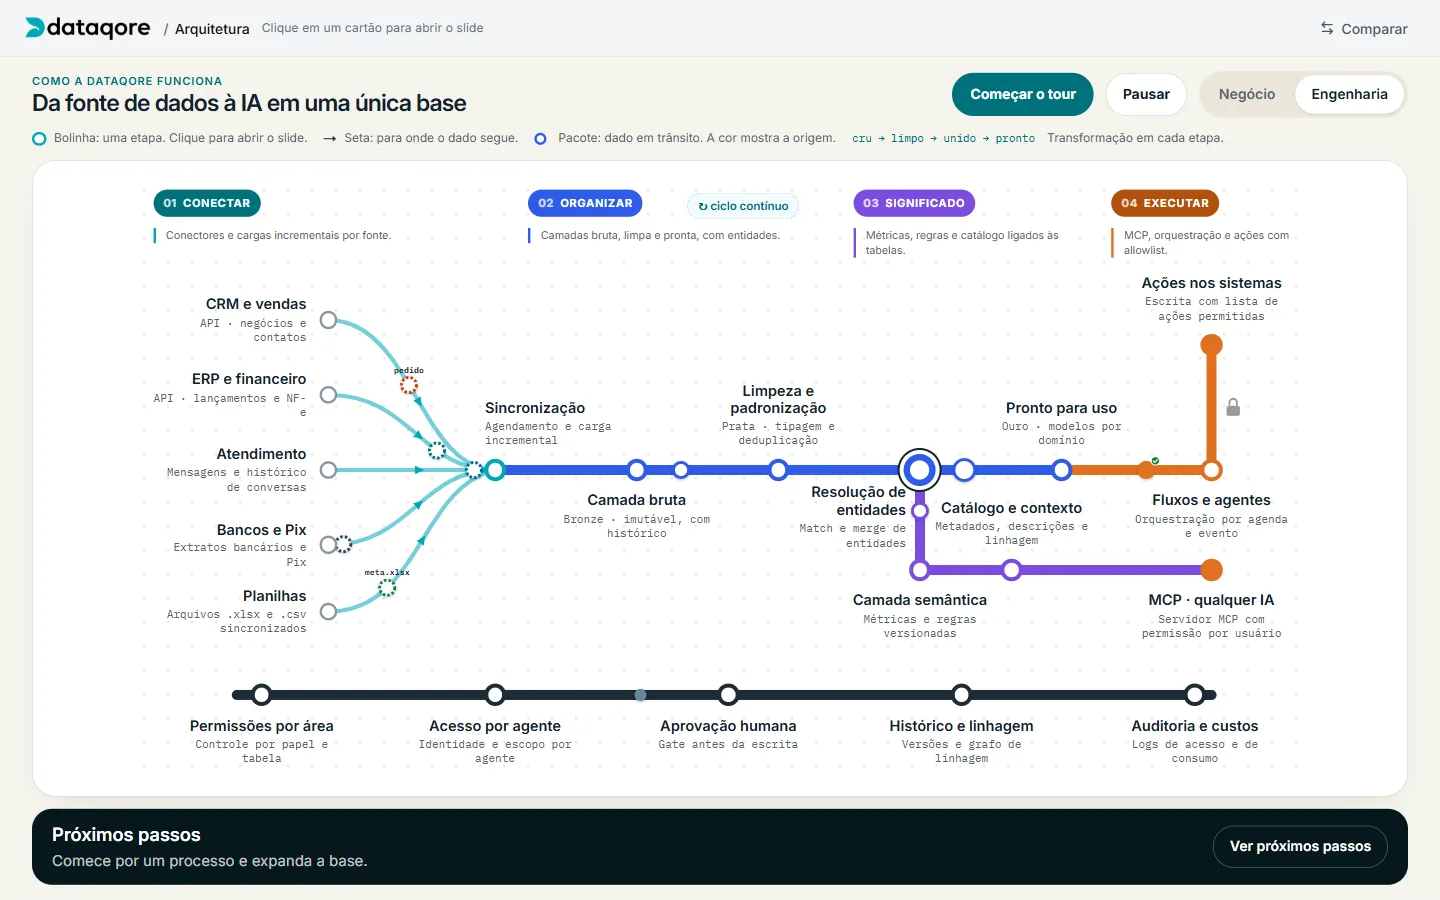 dataqore / Arquitetura Clique em um cartão para abrir o slide
Comparar
COMO A DATAQORE FUNCIONA
Da fonte de dados à IA em uma única base
Começar o tour
Pausar
Negócio
Engenharia
Bolinha: uma etapa. Clique para abrir o slide. → Seta: para onde o dado segue. Pacote: dado em trânsito. A cor mostra a origem. cru → limpo → unido → pronto Transformação em cada etapa.
01 CONECTAR
Conectores e cargas incrementais por fonte.
02 ORGANIZAR
↻ ciclo contínuo
Camadas bruta, limpa e pronta, com entidades.
03 SIGNIFICADO
Métricas, regras e catálogo ligados às
tabelas.
04 EXECUTAR
MCP, orquestração e ações com
allowlist.
Ações nos sistemas
Escrita com lista de
ações permitidas
CRM e vendas
API · negócios e
contatos
pedido
ERP e financeiro
API · lançamentos e NF-
e
Atendimento
Mensagens e histórico
de conversas
Bancos e Pix
Extratos bancários e
Pix
meta.xlsx
Planilhas
Arquivos .xlsx e .csv
sincronizados
Sincronização
Agendamento e carga
incremental
Camada bruta
Bronze · imutável, com
histórico
Limpeza e
padronização
Prata · tipagem e
deduplicação
Resolução de
entidades
Match e merge de
entidades
Pronto para uso
Ouro · modelos por
domínio
Catálogo e contexto
Metadados, descrições e
linhagem
Fluxos e agentes
Orquestração por agenda
e evento
Camada semântica
Métricas e regras
versionadas
MCP · qualquer IA
Servidor MCP com
permissão por usuário
Permissões por área
Controle por papel e
tabela
Acesso por agente
Identidade e escopo por
agente
Aprovação humana
Gate antes da escrita
Histórico e linhagem
Versões e grafo de
linhagem
Auditoria e custos
Logs de acesso e de
consumo
Próximos passos
Comece por um processo e expanda a base.
Ver próximos passos